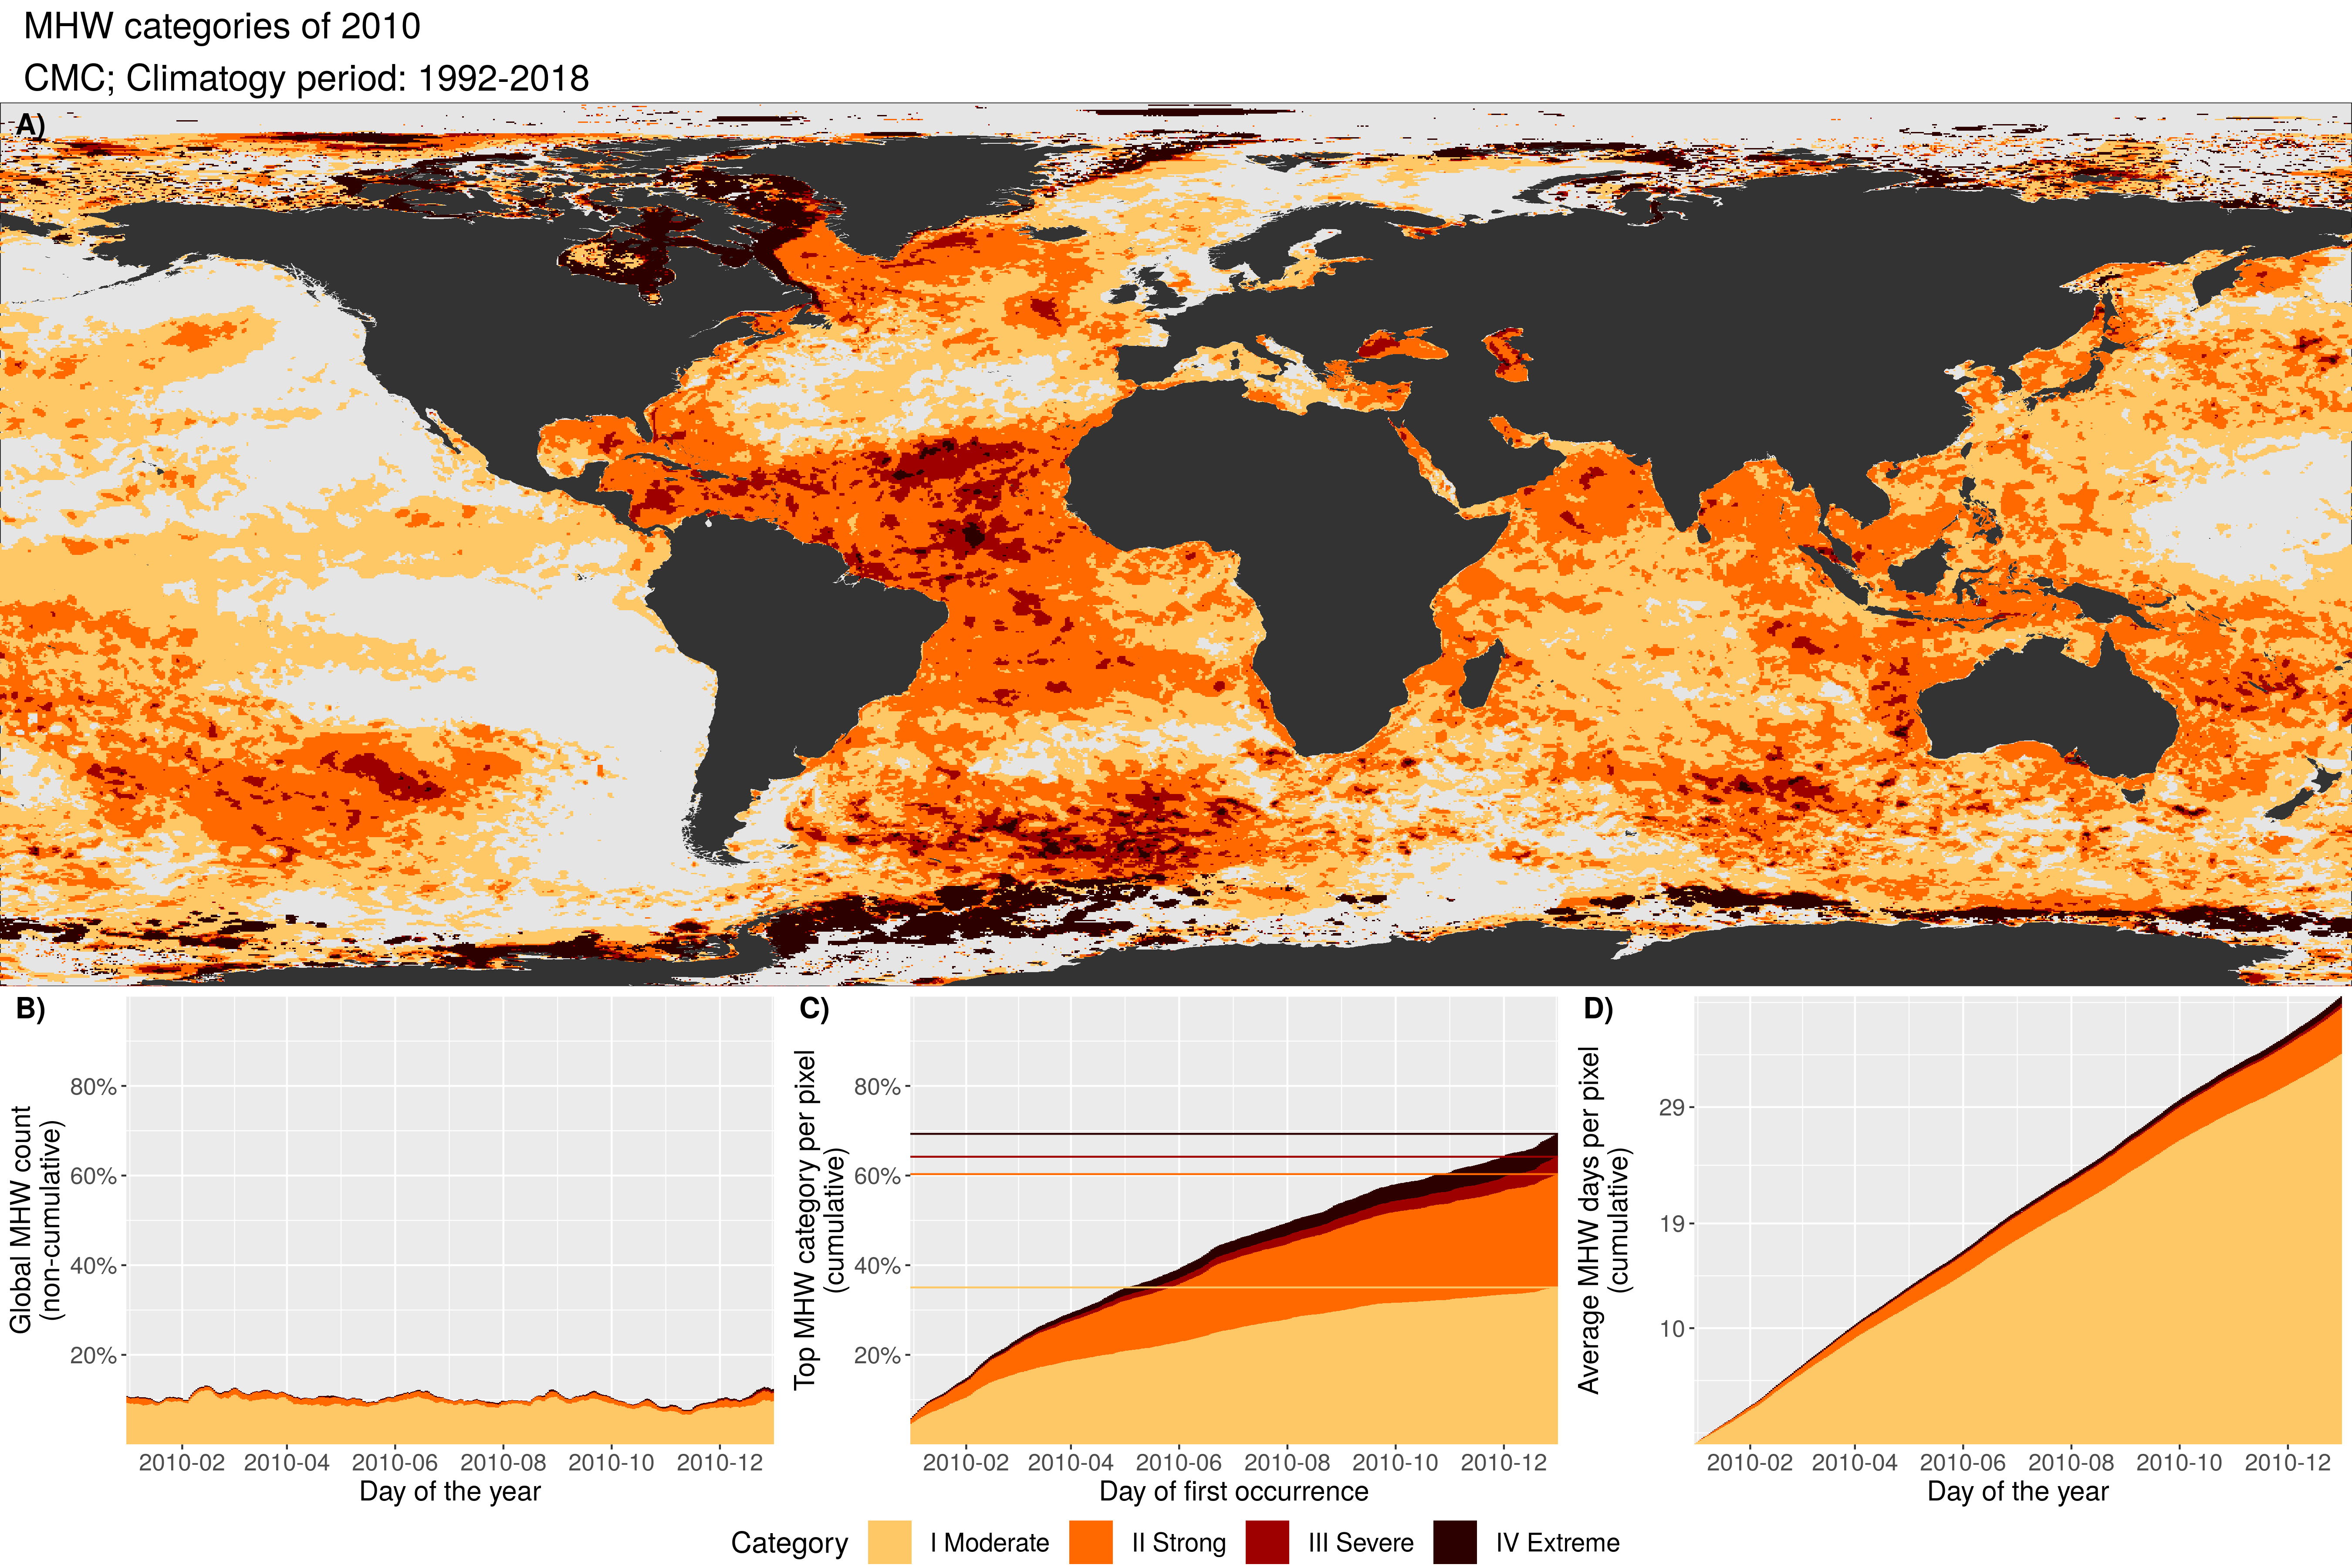 MHW categories of 2010
CMC; Climatogy period: 1992-2018
A)
B)
Global MHW count
(non-cumulative)
80%
60%
40%
20%
2010-02 2010-04 2010-06 2010-08 2010-10 2010-12
Day of the year
C)
Top MHW category per pixel
(cumulative)
80%
60%
40%
20%
2010-02 2010-04 2010-06 2010-08 2010-10 2010-12
Day of first occurrence
D)
Average MHW days per pixel
(cumulative)
29
19
10
2010-02 2010-04 2010-06 2010-08 2010-10 2010-12
Day of the year
Category I Moderate II Strong III Severe IV Extreme